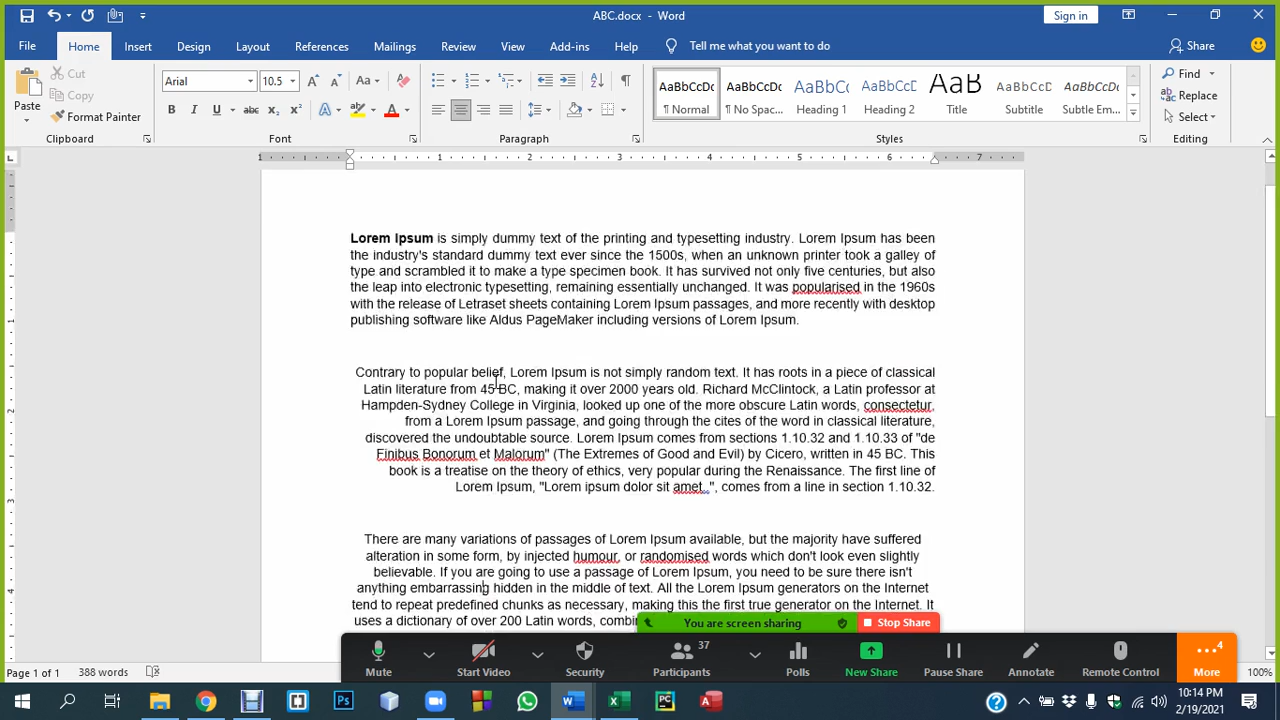 ABC.docx - Word
Sign in
File Home Insert Design Layout References Mailings Review View Add-ins Help Tell me what you want to do Share
Paste
Cut
Copy
Format Painter
Arial 10.5
AaBbCcDc AaBbCcDc AaBbC AaBbCcD AaB AaBbCcD AaBbCcDc
¶ Normal ¶ No Spac... Heading 1 Heading 2 Title Subtitle Subtle Em...
Find
Replace
Select
Clipboard Font Paragraph Styles Editing
1 1 2 3 4 5 6 7
Lorem Ipsum is simply dummy text of the printing and typesetting industry. Lorem Ipsum has been
the industry's standard dummy text ever since the 1500s, when an unknown printer took a galley of
type and scrambled it to make a type specimen book. It has survived not only five centuries, but also
the leap into electronic typesetting, remaining essentially unchanged. It was popularised in the 1960s
with the release of Letraset sheets containing Lorem Ipsum passages, and more recently with desktop
publishing software like Aldus PageMaker including versions of Lorem Ipsum.
Contrary to popular belief, Lorem Ipsum is not simply random text. It has roots in a piece of classical
Latin literature from 45 BC, making it over 2000 years old. Richard McClintock, a Latin professor at
Hampden-Sydney College in Virginia, looked up one of the more obscure Latin words, consectetur,
from a Lorem Ipsum passage, and going through the cites of the word in classical literature,
discovered the undoubtable source. Lorem Ipsum comes from sections 1.10.32 and 1.10.33 of "de
Finibus Bonorum et Malorum" (The Extremes of Good and Evil) by Cicero, written in 45 BC. This
book is a treatise on the theory of ethics, very popular during the Renaissance. The first line of
Lorem Ipsum, "Lorem ipsum dolor sit amet..", comes from a line in section 1.10.32.
There are many variations of passages of Lorem Ipsum available, but the majority have suffered
alteration in some form, by injected humour, or randomised words which don't look even slightly
believable. If you are going to use a passage of Lorem Ipsum, you need to be sure there isn't
anything embarrassing hidden in the middle of text. All the Lorem Ipsum generators on the Internet
tend to repeat predefined chunks as necessary, making this the first true generator on the Internet. It
uses a dictionary of over 200 Latin words, combin
You are screen sharing Stop Share
Mute Start Video Security Participants 37 Polls New Share Pause Share Annotate Remote Control More 4
Page 1 of 1 388 words 100%
10:14 PM
2/19/2021